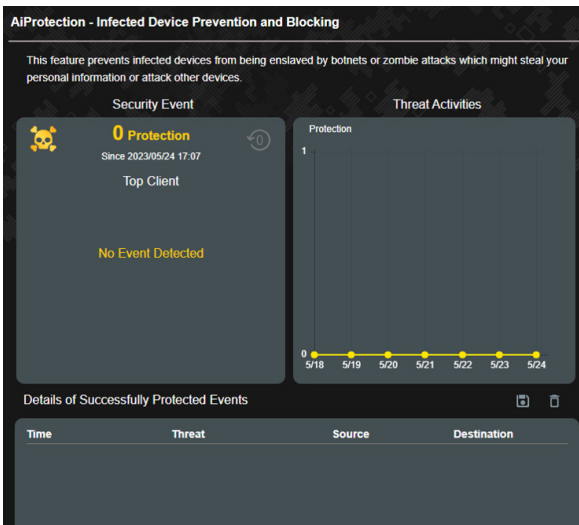 AiProtection - Infected Device Prevention and Blocking
This feature prevents infected devices from being enslaved by botnets or zombie attacks which might steal your
personal information or attack other devices.
Security Event
0 Protection
0
Since 2023/05/24 17:07
Top Client
No Event Detected
Threat Activities
Protection
1
0
5/18 5/19 5/20 5/21 5/22 5/23 5/24
Details of Successfully Protected Events
Time Threat Source Destination